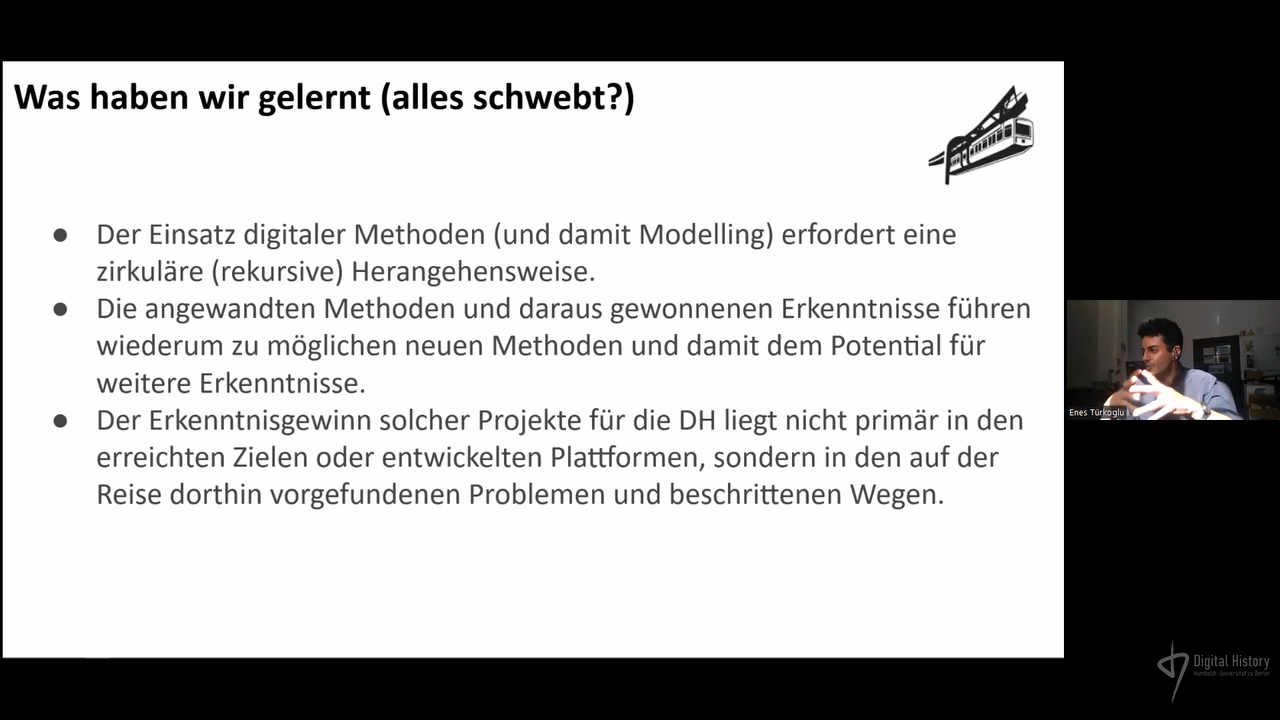 Was haben wir gelernt (alles schwebt?)
● Der Einsatz digitaler Methoden (und damit Modelling) erfordert eine
zirkuläre (rekursive) Herangehensweise.
● Die angewandten Methoden und daraus gewonnenen Erkenntnisse führen
wiederum zu möglichen neuen Methoden und damit dem Potential für
weitere Erkenntnisse.
● Der Erkenntnisgewinn solcher Projekte für die DH liegt nicht primär in den
erreichten Zielen oder entwickelten Plattformen, sondern in den auf der
Reise dorthin vorgefundenen Problemen und beschrittenen Wegen.
Enes Türkoglu
Digital History
Humboldt-Universität zu Berlin